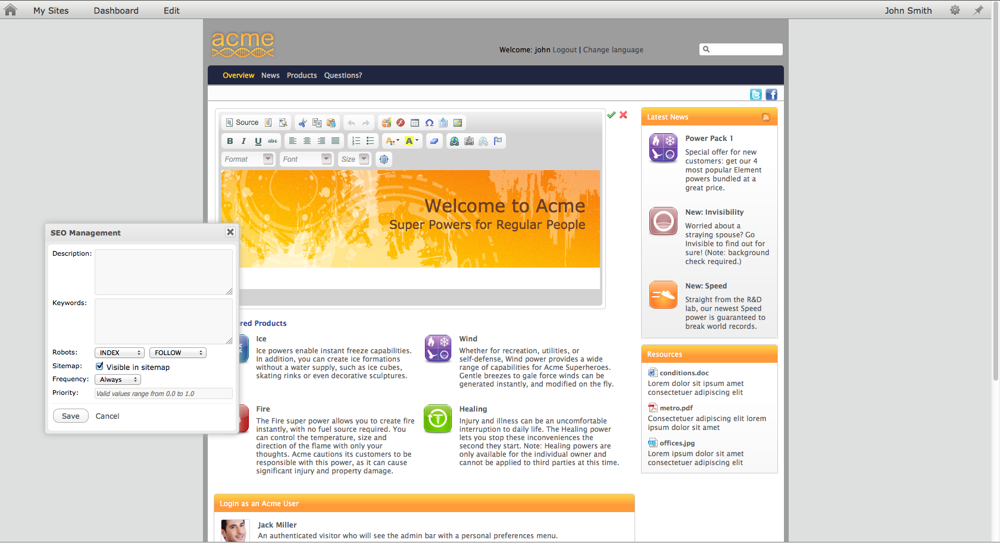 My Sites
Dashboard
Edit
John Smith
acme
Welcome: john Logout | Change language
Overview
News
Products
Questions?
Source
B I U abc
Format
Font
Size
Welcome to Acme
Super Powers for Regular People
SEO Management
Description:
Keywords:
Robots:
INDEX
FOLLOW
Sitemap:
Visible in sitemap
Frequency:
Always
Priority:
Valid values range from 0.0 to 1.0
Save
Cancel
red Products
Ice
Ice powers enable instant freeze capabilities.
In addition, you can create ice formations
without a water supply, such as ice cubes,
skating rinks or even decorative sculptures.
Wind
Whether for recreation, utilities, or
self-defense, Wind power provides a wide
range of capabilities for Acme Superheroes.
Gentle breezes to gale force winds can be
generated instantly, and modified on the fly.
Fire
The Fire super power allows you to create fire
instantly, with no fuel source required. You
can control the temperature, size and
direction of the flame with only your
thoughts. Acme cautions its customers to be
responsible with this power, as it can cause
significant injury and property damage.
Healing
Injury and illness can be an uncomfortable
interruption to daily life. The Healing power
lets you stop these inconveniences the
second they start. Note: Healing powers are
only available for the individual owner and
cannot be applied to third parties at this time.
Login as an Acme User
Jack Miller
An authenticated visitor who will see the admin bar with a personal preferences menu.
Latest News
Power Pack 1
Special offer for new
customers: get our 4
most popular Element
powers bundled at a
great price.
New: Invisibility
Worried about a
straying spouse? Go
Invisible to find out for
sure! (Note: background
check required.)
New: Speed
Straight from the R&D
lab, our newest Speed
power is guaranteed to
break world records.
Resources
conditions.doc
Lorem dolor sit ipsum amet
consectetuer adipiscing elit
metro.pdf
Consectetuer adipiscing elit lorem
ipsum dolor sit amet
offices.jpg
Lorem ipsum dolor sit amet
consectetuer adipiscing elit